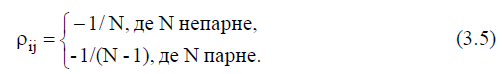 −1/ N, де N непарне,
ρij = { (3.5)
-1/(N - 1), де N парне.